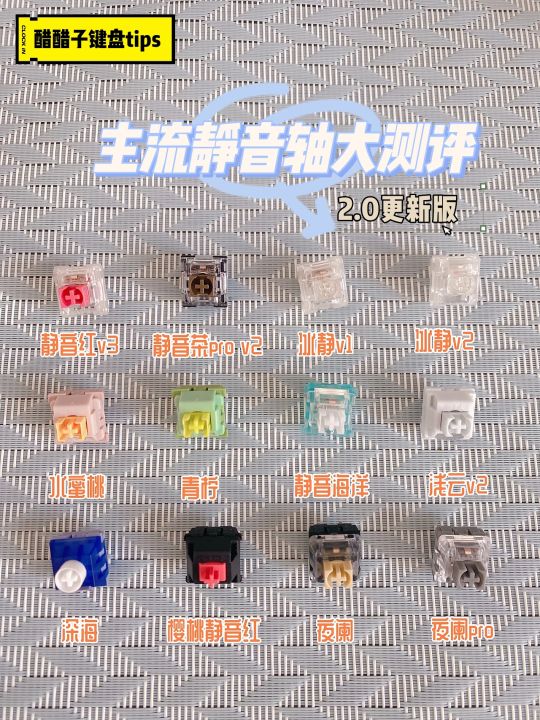 醋醋子键盘tips
CLICK IN
主流靜音轴大测评
2.0更新版
静音红v3
静音茶pro v2
冰静v1
冰静v2
水蜜桃
青柠
静音海洋
浅云v2
深海
樱桃静音红
夜阑
夜阑pro